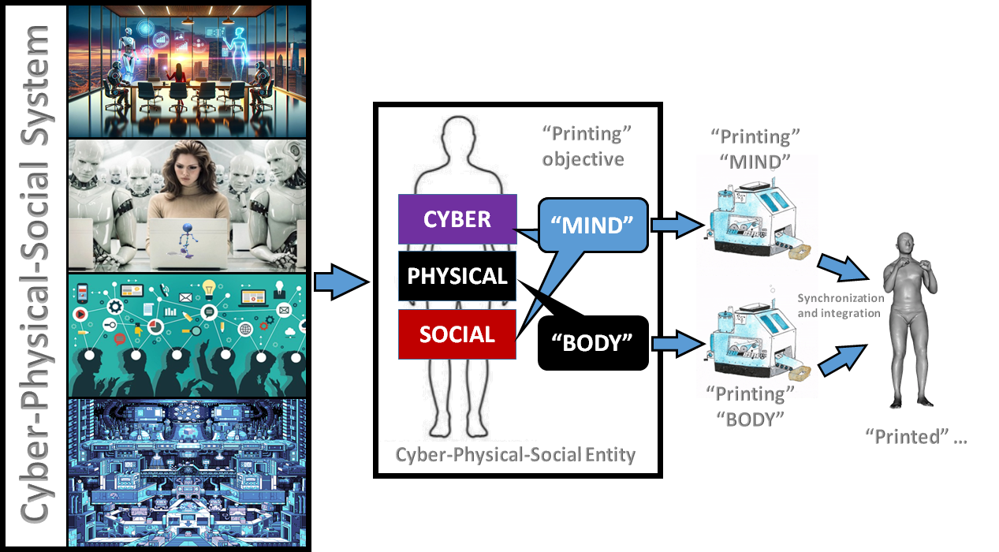 Cyber-Physical-Social System
“Printing”
objective
CYBER
PHYSICAL
SOCIAL
“MIND”
“BODY”
Cyber-Physical-Social Entity
“Printing”
“MIND”
Synchronization
and integration
“Printing”
“BODY”
“Printed” ...